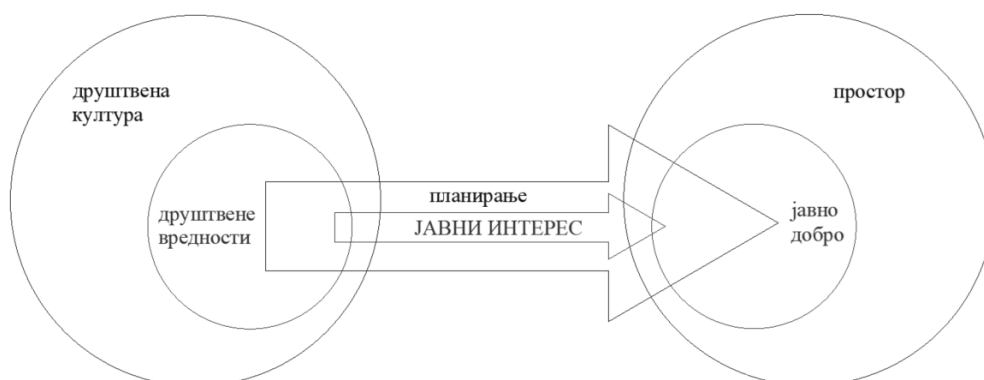 друштвена
култура
простор
планирање
друштвене
вредности
ЈАВНИ ИНТЕРЕС
јавно
добро